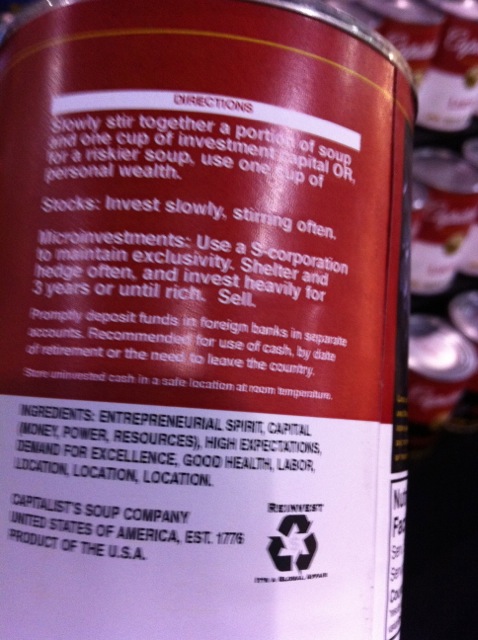 DIRECTIONS
Slowly stir together a portion of soup
and one cup of investment capital OR,
for a riskier soup, use one cup of
personal wealth.
Stocks: Invest slowly, stirring often.
Microinvestments: Use a S-corporation
to maintain exclusivity. Shelter and
hedge often, and invest heavily for
3 years or until rich. Sell.
Promptly deposit funds in foreign banks in separate
accounts. Recommended for use of cash, by date
of retirement or the need to leave the country.
Store uninvested cash in a safe location at room temperature.
INGREDIENTS: ENTREPRENEURIAL SPIRIT, CAPITAL
(MONEY, POWER, RESOURCES), HIGH EXPECTATIONS,
DEMAND FOR EXCELLENCE, GOOD HEALTH, LABOR,
LOCATION, LOCATION, LOCATION.
CAPITALIST'S SOUP COMPANY
UNITED STATES OF AMERICA, EST. 1776
PRODUCT OF THE U.S.A.
REINVEST
IT'S A GLOBAL AFFAIR